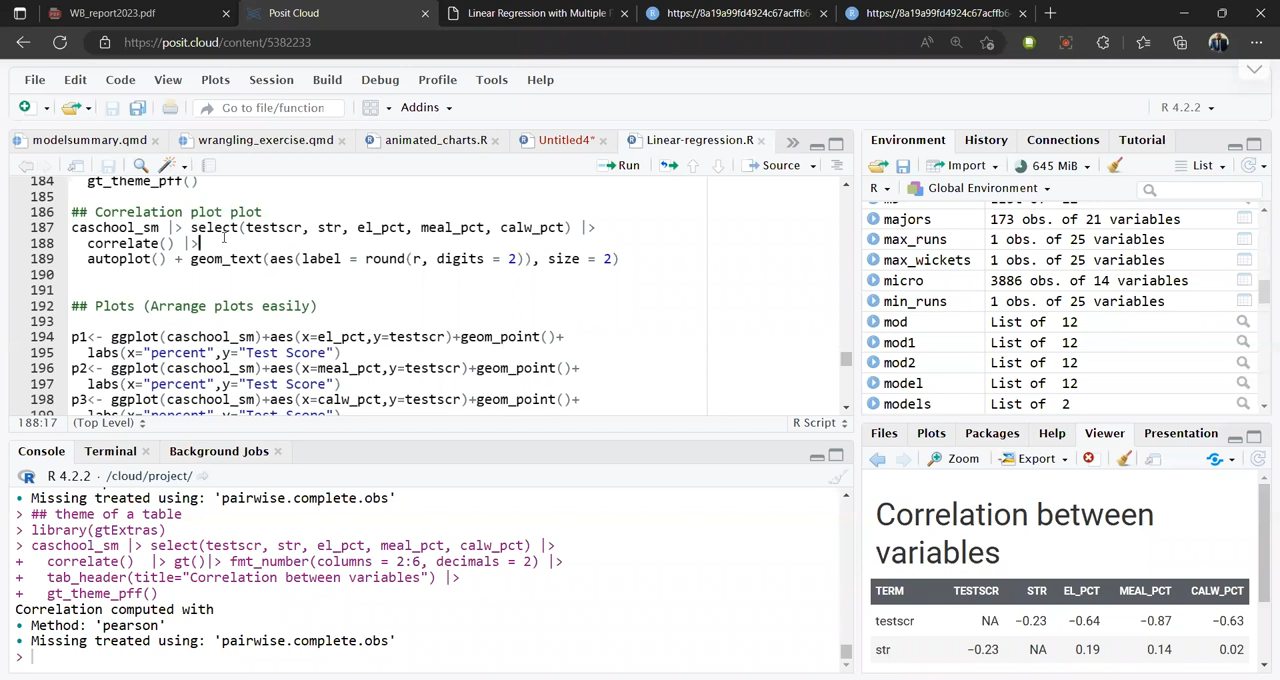 WB_report2023.pdf
Posit Cloud
Linear Regression with Multiple
https://8a19a99fd4924c67acffb6
https://8a19a99fd4924c67acffb6
https://posit.cloud/content/5382233
File Edit Code View Plots Session Build Debug Profile Tools Help
Go to file/function
Addins
R 4.2.2
modelsummary.qmd
wrangling_exercise.qmd
animated_charts.R
Untitled4*
Linear-regression.R
Run
Source
184 gt_theme_pff()
185
186 ## Correlation plot plot
187 caschool_sm |> select(testscr, str, el_pct, meal_pct, calw_pct) |>
188 correlate() |>
189 autoplot() + geom_text(aes(label = round(r, digits = 2)), size = 2)
190
191
192 ## Plots (Arrange plots easily)
193
194 p1<- ggplot(caschool_sm)+aes(x=el_pct,y=testscr)+geom_point()+
195 labs(x="percent",y="Test Score")
196 p2<- ggplot(caschool_sm)+aes(x=meal_pct,y=testscr)+geom_point()+
197 labs(x="percent",y="Test Score")
198 p3<- ggplot(caschool_sm)+aes(x=calw_pct,y=testscr)+geom_point()+
199 labs(x="percent",y="Test Score")
188:17 (Top Level) R Script
Console Terminal Background Jobs
R 4.2.2 · /cloud/project/
• Missing treated using: 'pairwise.complete.obs'
> ## theme of a table
> library(gtExtras)
> caschool_sm |> select(testscr, str, el_pct, meal_pct, calw_pct) |>
+ correlate() |> gt()|> fmt_number(columns = 2:6, decimals = 2) |>
+ tab_header(title="Correlation between variables") |>
+ gt_theme_pff()
Correlation computed with
• Method: 'pearson'
• Missing treated using: 'pairwise.complete.obs'
>
Environment History Connections Tutorial
Import 645 MiB List
R Global Environment
majors 173 obs. of 21 variables
max_runs 1 obs. of 25 variables
max_wickets 1 obs. of 25 variables
micro 3886 obs. of 14 variables
min_runs 1 obs. of 25 variables
mod List of 12
mod1 List of 12
mod2 List of 12
model List of 12
models List of 2
Files Plots Packages Help Viewer Presentation
Zoom Export
Correlation between
variables
TERM TESTSCR STR EL_PCT MEAL_PCT CALW_PCT
testscr NA −0.23 −0.64 −0.87 −0.63
str −0.23 NA 0.19 0.14 0.02